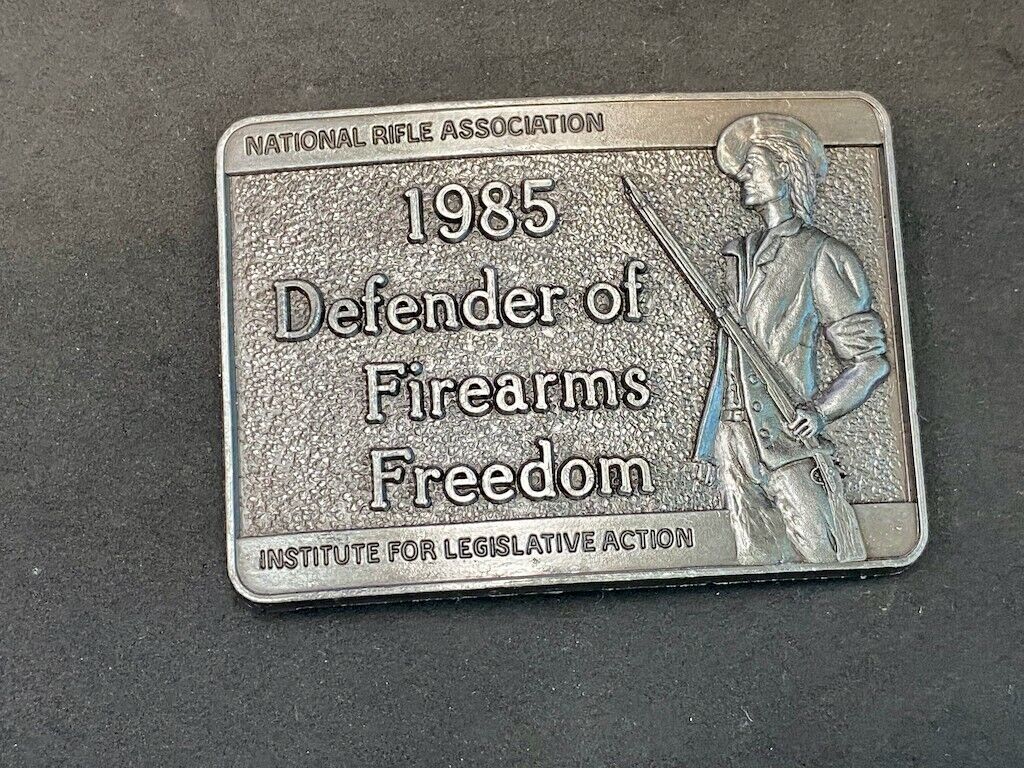 NATIONAL RIFLE ASSOCIATION
1985
Defender of
Firearms
Freedom
INSTITUTE FOR LEGISLATIVE ACTION